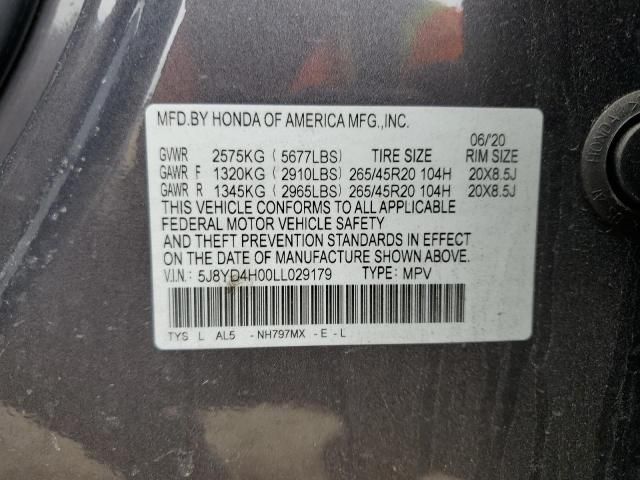 MFD.BY HONDA OF AMERICA MFG.,INC.
06/'20
GVWR 2575KG ( 5677LBS) TIRE SIZE RIM SIZE
GAWR F 1320KG ( 2910LBS) 265/45R20 104H 20X8.5J
GAWR R 1345KG ( 2965LBS) 265/45R20 104H 20X8.5J
THIS VEHICLE CONFORMS TO ALL APPLICABLE
FEDERAL MOTOR VEHICLE SAFETY
AND THEFT PREVENTION STANDARDS IN EFFECT
ON THE DATE OF MANUFACTURE SHOWN ABOVE.
V.I.N.: 5J8YD4H00LL029179 TYPE: MPV
TYS L AL5 -NH797MX -E-L
HONDA